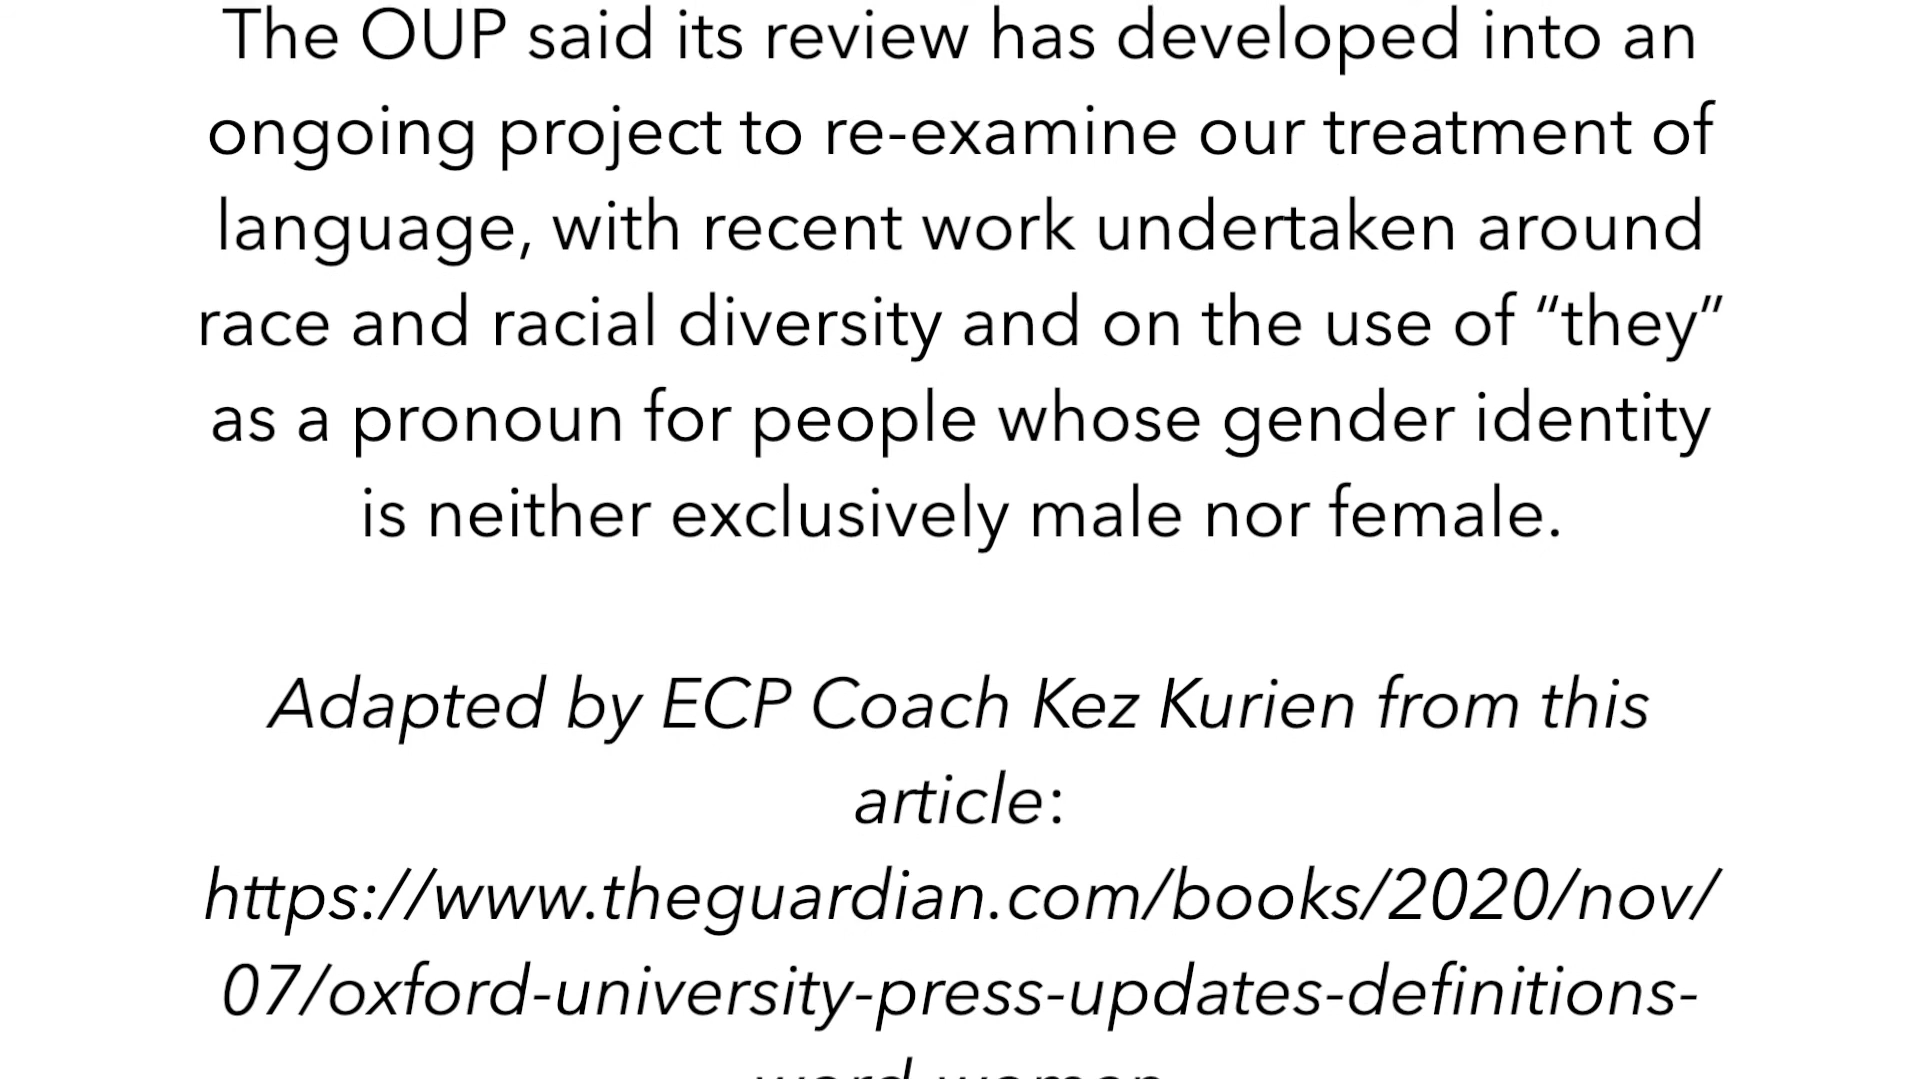 The OUP said its review has developed into an
ongoing project to re-examine our treatment of
language, with recent work undertaken around
race and racial diversity and on the use of “they”
as a pronoun for people whose gender identity
is neither exclusively male nor female.
Adapted by ECP Coach Kez Kurien from this
article:
https://www.theguardian.com/books/2020/nov/
07/oxford-university-press-updates-definitions-